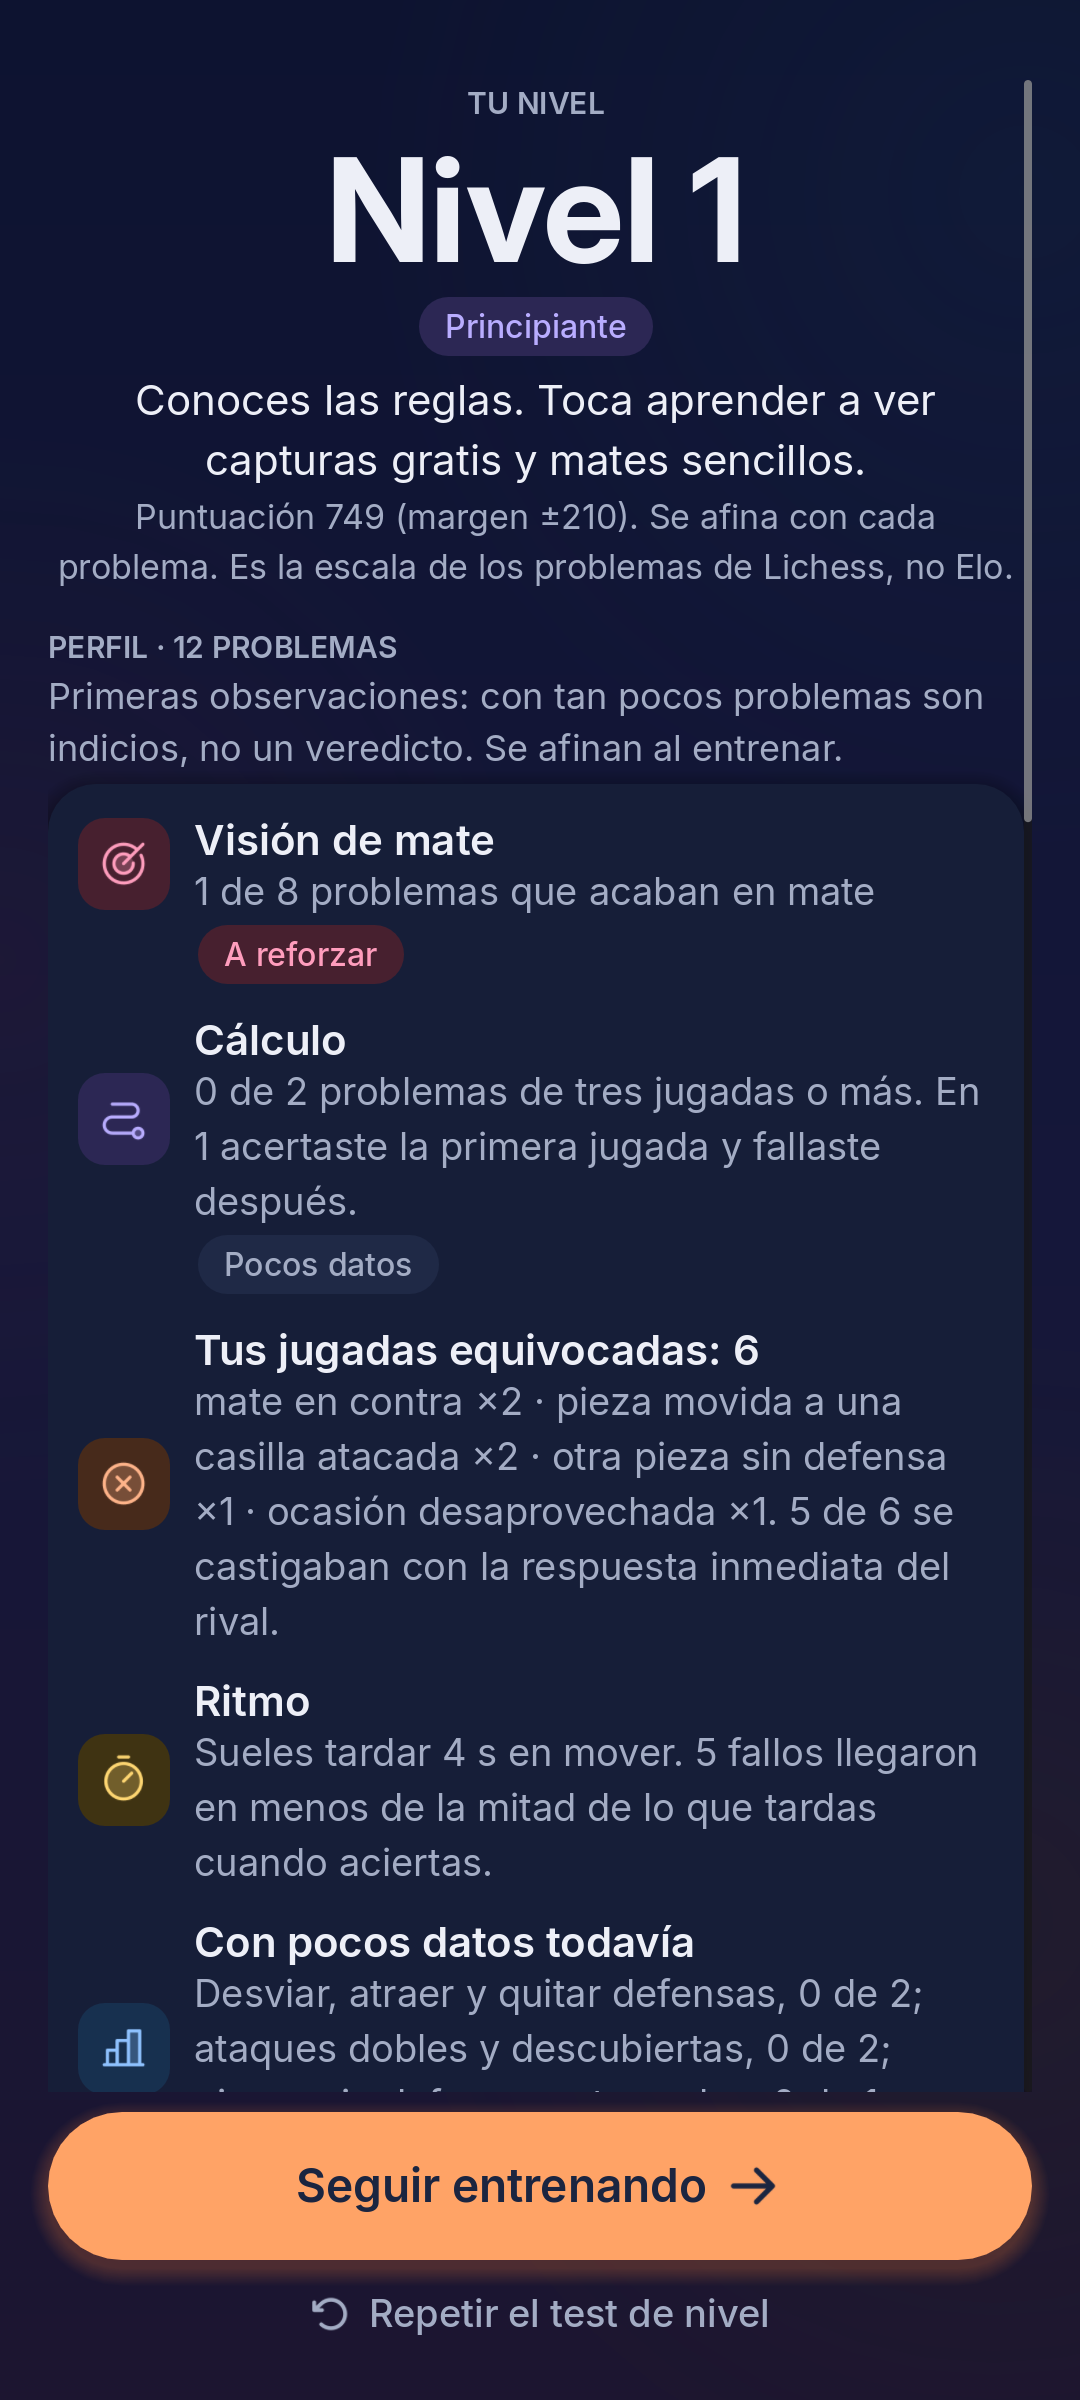 TU NIVEL
Nivel 1
Principiante
Conoces las reglas. Toca aprender a ver
capturas gratis y mates sencillos.
Puntuación 749 (margen ±210). Se afina con cada
problema. Es la escala de los problemas de Lichess, no Elo.
PERFIL · 12 PROBLEMAS
Primeras observaciones: con tan pocos problemas son
indicios, no un veredicto. Se afinan al entrenar.
Visión de mate
1 de 8 problemas que acaban en mate
A reforzar
Cálculo
0 de 2 problemas de tres jugadas o más. En
1 acertaste la primera jugada y fallaste
después.
Pocos datos
Tus jugadas equivocadas: 6
mate en contra ×2 · pieza movida a una
casilla atacada ×2 · otra pieza sin defensa
×1 · ocasión desaprovechada ×1. 5 de 6 se
castigaban con la respuesta inmediata del
rival.
Ritmo
Sueles tardar 4 s en mover. 5 fallos llegaron
en menos de la mitad de lo que tardas
cuando aciertas.
Con pocos datos todavía
Desviar, atraer y quitar defensas, 0 de 2;
ataques dobles y descubiertas, 0 de 2;
Seguir entrenando
Repetir el test de nivel